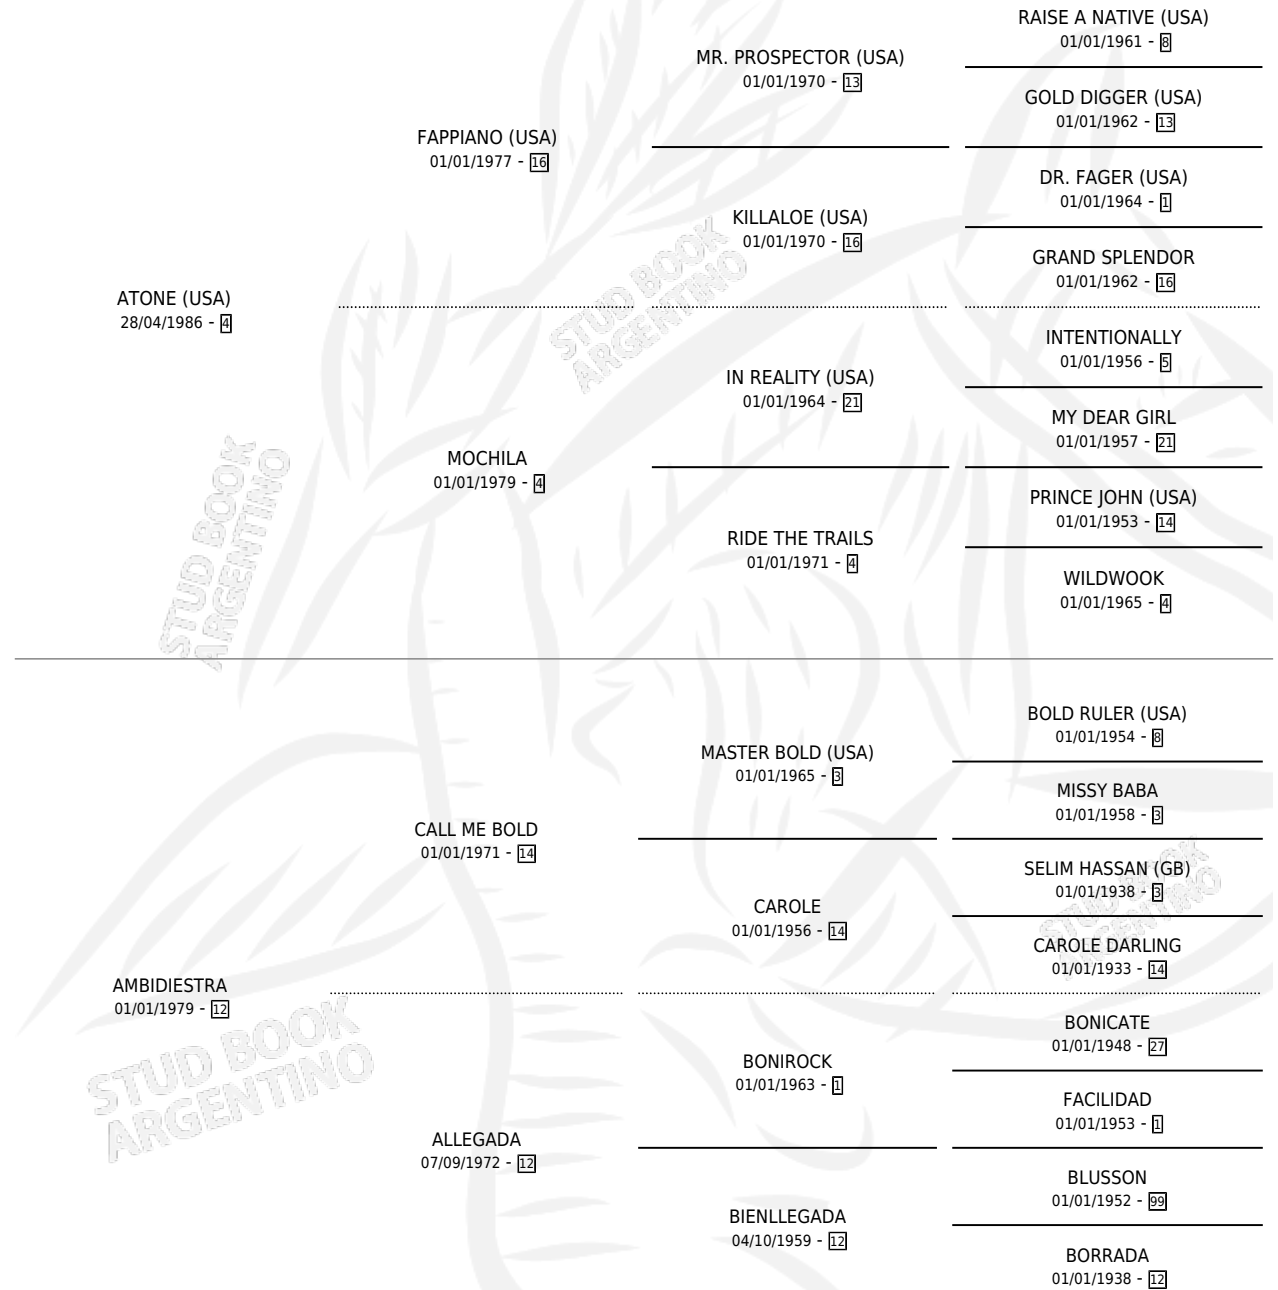 RAISE A NATIVE (USA)
01/01/1961 - 8
MR. PROSPECTOR (USA)
01/01/1970 - 13
GOLD DIGGER (USA)
01/01/1962 - 13
FAPPIANO (USA)
01/01/1977 - 16
DR. FAGER (USA)
01/01/1964 - 1
KILLALOE (USA)
01/01/1970 - 16
GRAND SPLENDOR
01/01/1962 - 16
ATONE (USA)
28/04/1986 - 4
INTENTIONALLY
01/01/1956 - 5
IN REALITY (USA)
01/01/1964 - 21
MY DEAR GIRL
01/01/1957 - 21
MOCHILA
01/01/1979 - 4
PRINCE JOHN (USA)
01/01/1953 - 14
RIDE THE TRAILS
01/01/1971 - 4
WILDWOOK
01/01/1965 - 4
BOLD RULER (USA)
01/01/1954 - 8
MASTER BOLD (USA)
01/01/1965 - 3
MISSY BABA
01/01/1958 - 3
CALL ME BOLD
01/01/1971 - 14
SELIM HASSAN (GB)
01/01/1938 - 3
CAROLE
01/01/1956 - 14
CAROLE DARLING
01/01/1933 - 14
AMBIDIESTRA
01/01/1979 - 12
BONICATE
01/01/1948 - 27
BONIROCK
01/01/1963 - 1
FACILIDAD
01/01/1953 - 1
ALLEGADA
07/09/1972 - 12
BLUSSON
01/01/1952 - 99
BIENLLEGADA
04/10/1959 - 12
BORRADA
01/01/1938 - 12
STUD BOOK
ARGENTINO
STUD BOOK
ARGENTINO
STUD BOOK
ARGENTINO
STUD BOOK
ARGENTINO